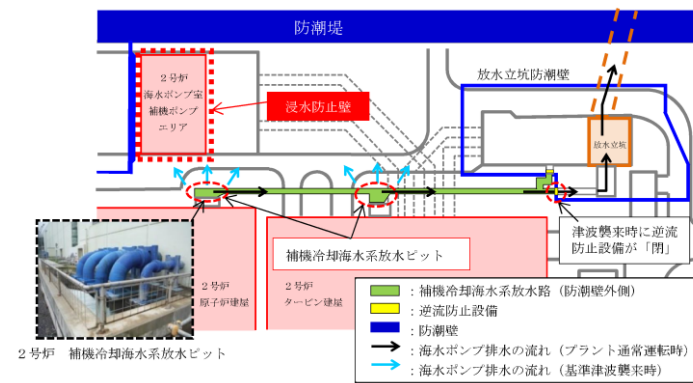 防潮堤
2号炉
海水ポンプ室
補機ポンプ
エリア
浸水防止壁
放水立坑防潮壁
放水立坑
補機冷却海水系放水ピット
津波襲来時に逆流
防止設備が「閉」
2号炉
原子炉建屋
2号炉
タービン建屋
2号炉 補機冷却海水系放水ピット
:補機冷却海水系放水路(防潮壁外側)
:逆流防止設備
:防潮壁
:海水ポンプ排水の流れ(プラント通常運転時)
:海水ポンプ排水の流れ(基準津波襲来時)